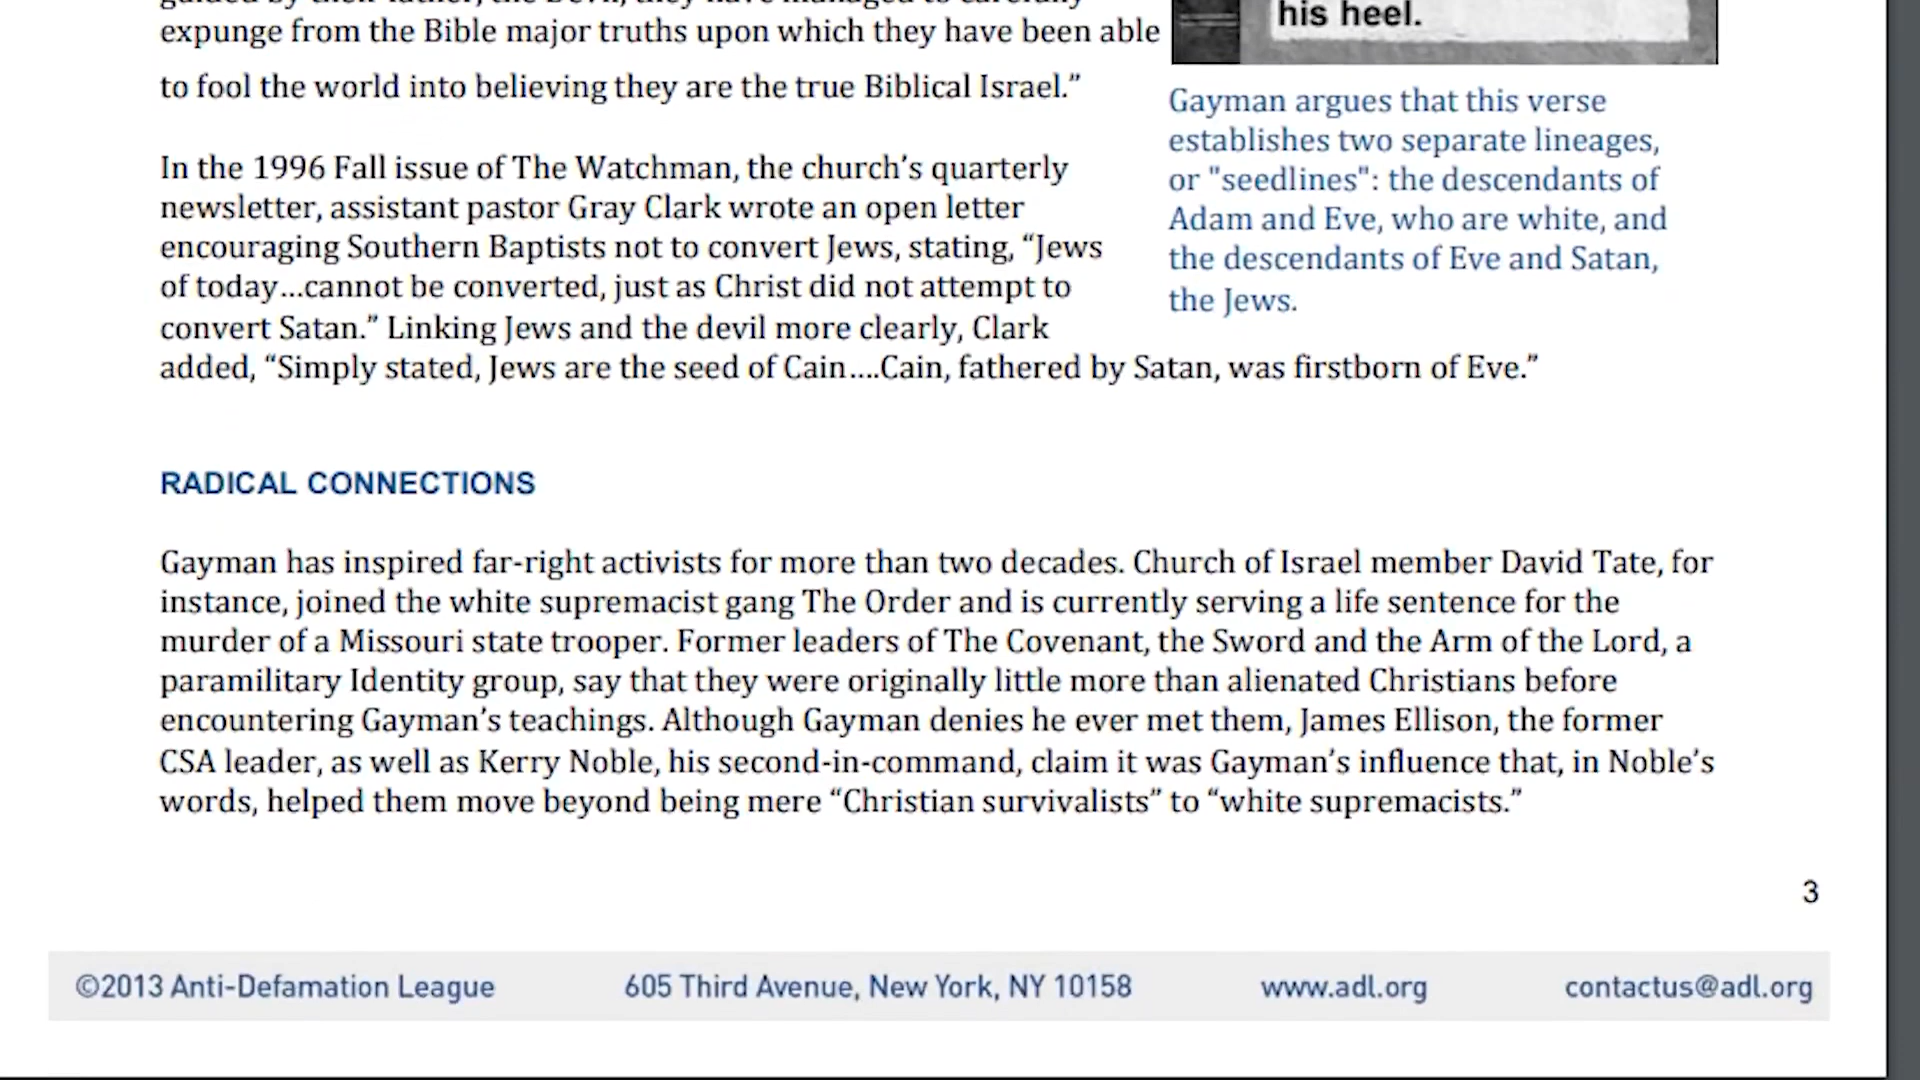 guided by their father, the Devil, they have managed to carefully
expunge from the Bible major truths upon which they have been able
to fool the world into believing they are the true Biblical Israel.”
In the 1996 Fall issue of The Watchman, the church’s quarterly
newsletter, assistant pastor Gray Clark wrote an open letter
encouraging Southern Baptists not to convert Jews, stating, “Jews
of today…cannot be converted, just as Christ did not attempt to
convert Satan.” Linking Jews and the devil more clearly, Clark
added, “Simply stated, Jews are the seed of Cain….Cain, fathered by Satan, was firstborn of Eve.”
his heel.
Gayman argues that this verse
establishes two separate lineages,
or "seedlines": the descendants of
Adam and Eve, who are white, and
the descendants of Eve and Satan,
the Jews.
RADICAL CONNECTIONS
Gayman has inspired far-right activists for more than two decades. Church of Israel member David Tate, for
instance, joined the white supremacist gang The Order and is currently serving a life sentence for the
murder of a Missouri state trooper. Former leaders of The Covenant, the Sword and the Arm of the Lord, a
paramilitary Identity group, say that they were originally little more than alienated Christians before
encountering Gayman’s teachings. Although Gayman denies he ever met them, James Ellison, the former
CSA leader, as well as Kerry Noble, his second-in-command, claim it was Gayman’s influence that, in Noble’s
words, helped them move beyond being mere “Christian survivalists” to “white supremacists.”
3
©2013 Anti-Defamation League 605 Third Avenue, New York, NY 10158 www.adl.org contactus@adl.org